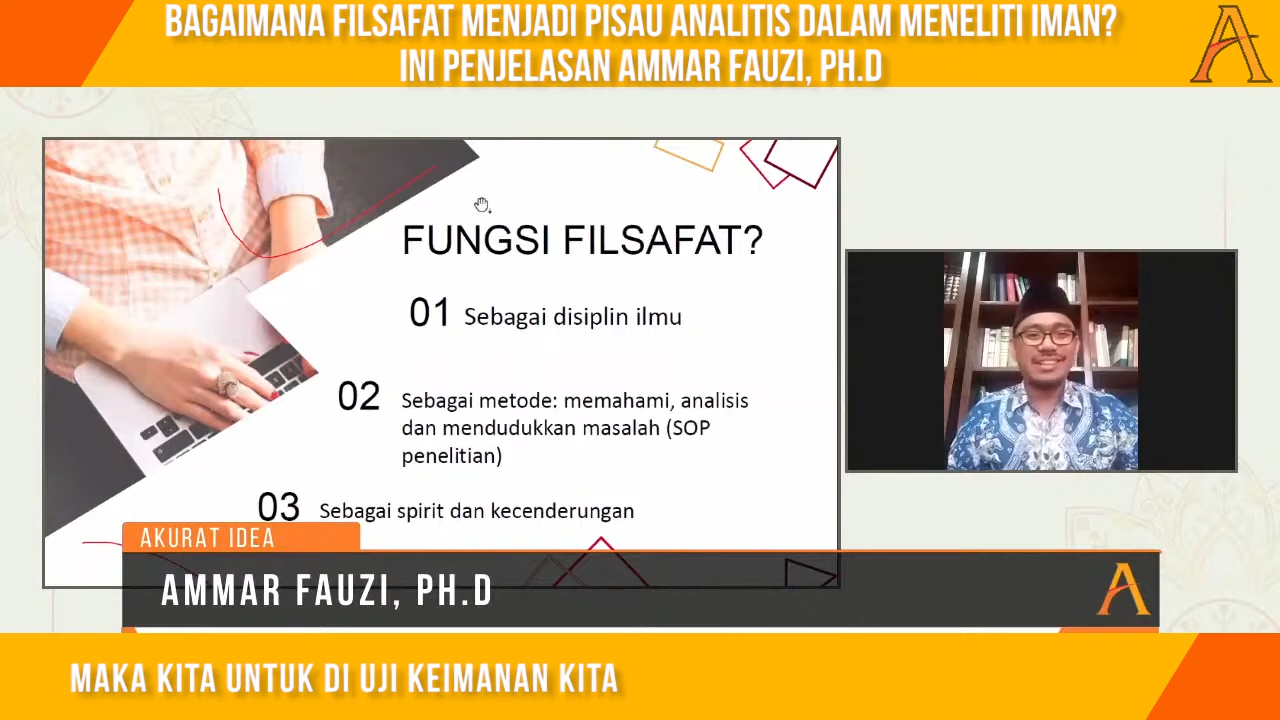 BAGAIMANA FILSAFAT MENJADI PISAU ANALITIS DALAM MENELITI IMAN?
INI PENJELASAN AMMAR FAUZI, PH.D
FUNGSI FILSAFAT?
01 Sebagai disiplin ilmu
02 Sebagai metode: memahami, analisis
dan mendudukkan masalah (SOP
penelitian)
03 Sebagai spirit dan kecenderungan
AKURAT IDEA
AMMAR FAUZI, PH.D
MAKA KITA UNTUK DI UJI KEIMANAN KITA